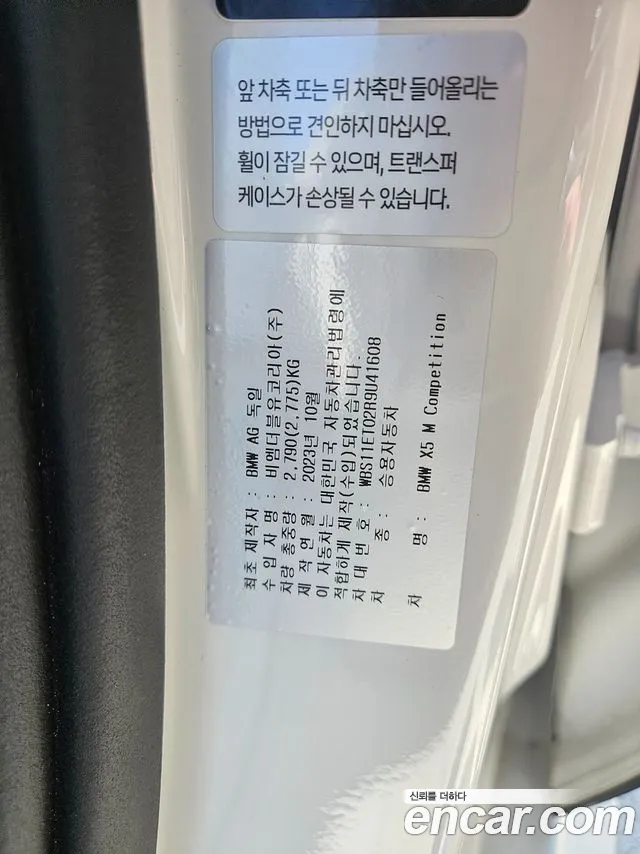 앞 차축 또는 뒤 차축만 들어올리는
방법으로 견인하지 마십시오.
휠이 잠길 수 있으며, 트랜스퍼
케이스가 손상될 수 있습니다.
최초 제작자 : BMW AG 독일
수 입 자 명 : 비엠더블유코리아(주)
차량 총중량 : 2,790(2,775)KG
제 작 연 월 : 2023년 10월
이 자동차는 대한민국 자동차관리법령에
적합하게 제작(수입)되었습니다.
차 대 번 호 : WBS11ET02R9U41608
차 종 : 승용자동차
차 명 : BMW X5 M Competition
신뢰를 더하다
encar.com